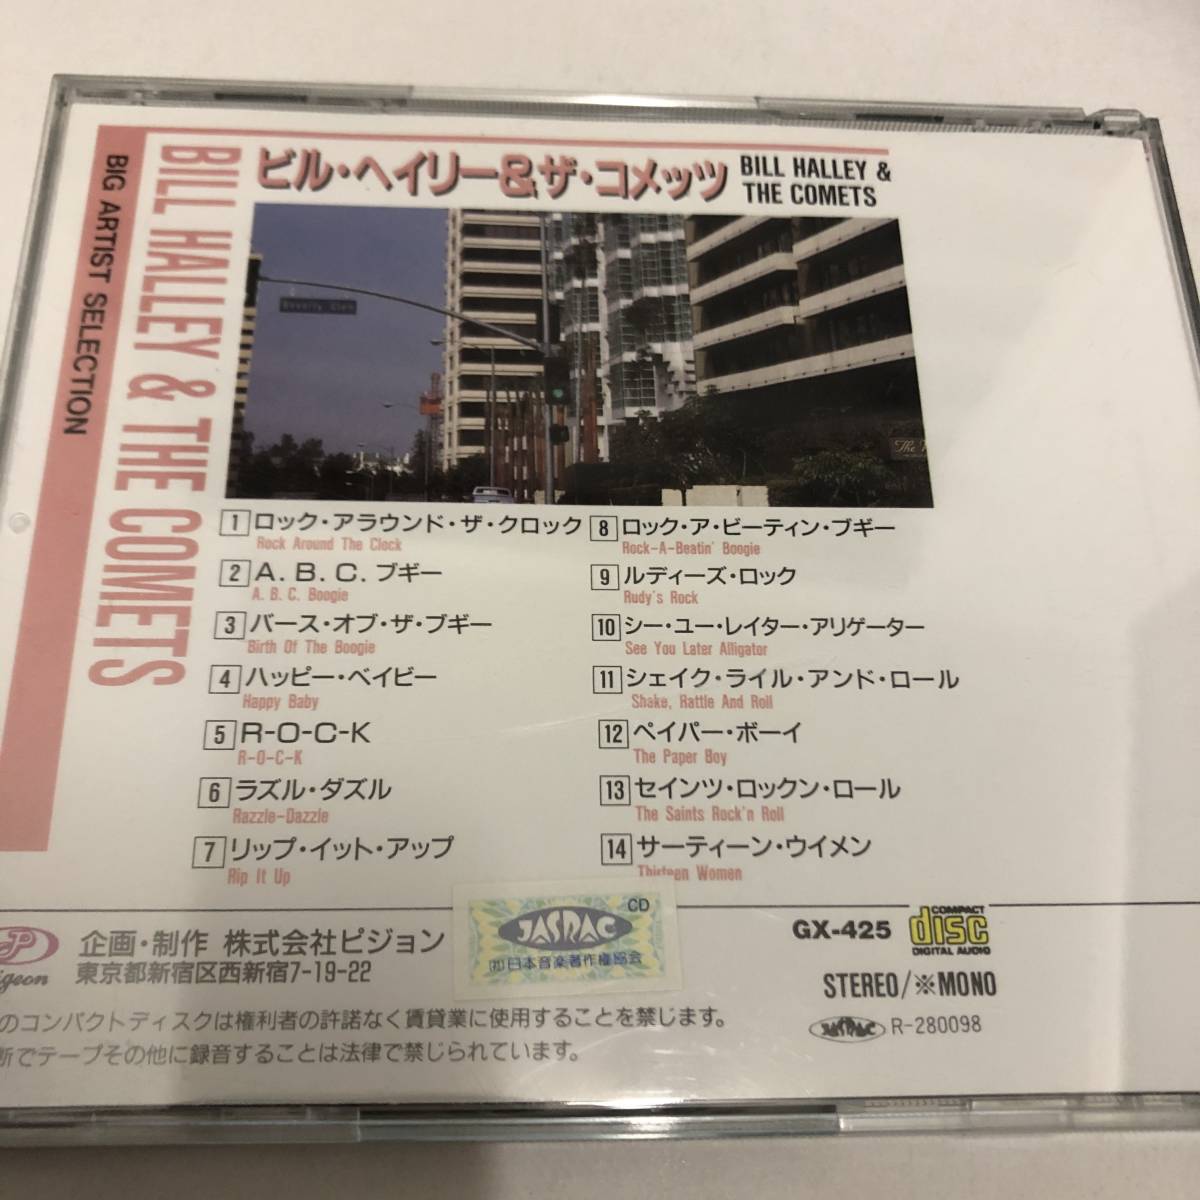 BIG ARTIST SELECTION
BILL HALLEY & THE COMETS
ビル・ヘイリー&ザ・コメッツ
BILL HALLEY &
THE COMETS
Beverly Glen
The
1 ロック・アラウンド・ザ・クロック
Rock Around The Clock
2 A. B. C. ブギー
A. B. C. Boogie
3 バース・オブ・ザ・ブギー
Birth Of The Boogie
4 ハッピー・ベイビー
Happy Baby
5 R-O-C-K
R-O-C-K
6 ラズル・ダズル
Razzle-Dazzle
7 リップ・イット・アップ
Rip It Up
8 ロック・ア・ビーティン・ブギー
Rock-A-Beatin' Boogie
9 ルディーズ・ロック
Rudy's Rock
10 シー・ユー・レイター・アリゲーター
See You Later Alligator
11 シェイク・ライル・アンド・ロール
Shake, Rattle And Roll
12 ペイパー・ボーイ
The Paper Boy
13 セインツ・ロックン・ロール
The Saints Rock'n Roll
14 サーティーン・ウイメン
Thirteen Women
igeon
企画・制作 株式会社ピジョン
東京都新宿区西新宿7-19-22
CD
JASRAC
(社)日本音楽著作権協会
GX-425
COMPACT
disc
DIGITAL AUDIO
STEREO/※MONO
JASRAC R-280098
のコンパクトディスクは権利者の許諾なく賃貸業に使用することを禁じます。
断でテープその他に録音することは法律で禁じられています。